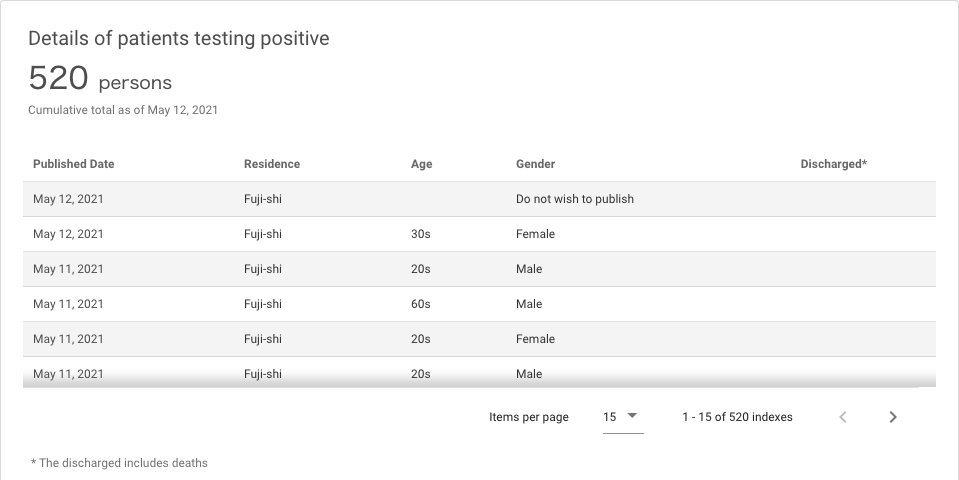 Details of patients testing positive
520 persons
Cumulative total as of May 12, 2021
Published Date Residence Age Gender Discharged*
May 12, 2021 Fuji-shi Do not wish to publish
May 12, 2021 Fuji-shi 30s Female
May 11, 2021 Fuji-shi 20s Male
May 11, 2021 Fuji-shi 60s Male
May 11, 2021 Fuji-shi 20s Female
May 11, 2021 Fuji-shi 20s Male
Items per page 15 1 - 15 of 520 indexes
* The discharged includes deaths